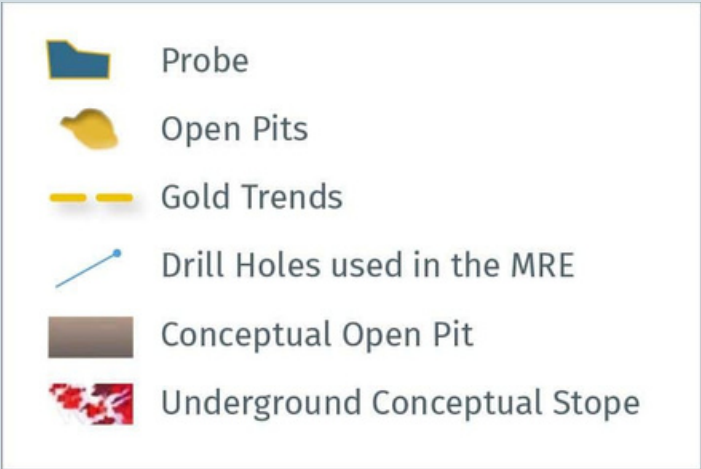 Probe
Open Pits
Gold Trends
Drill Holes used in the MRE
Conceptual Open Pit
Underground Conceptual Stope